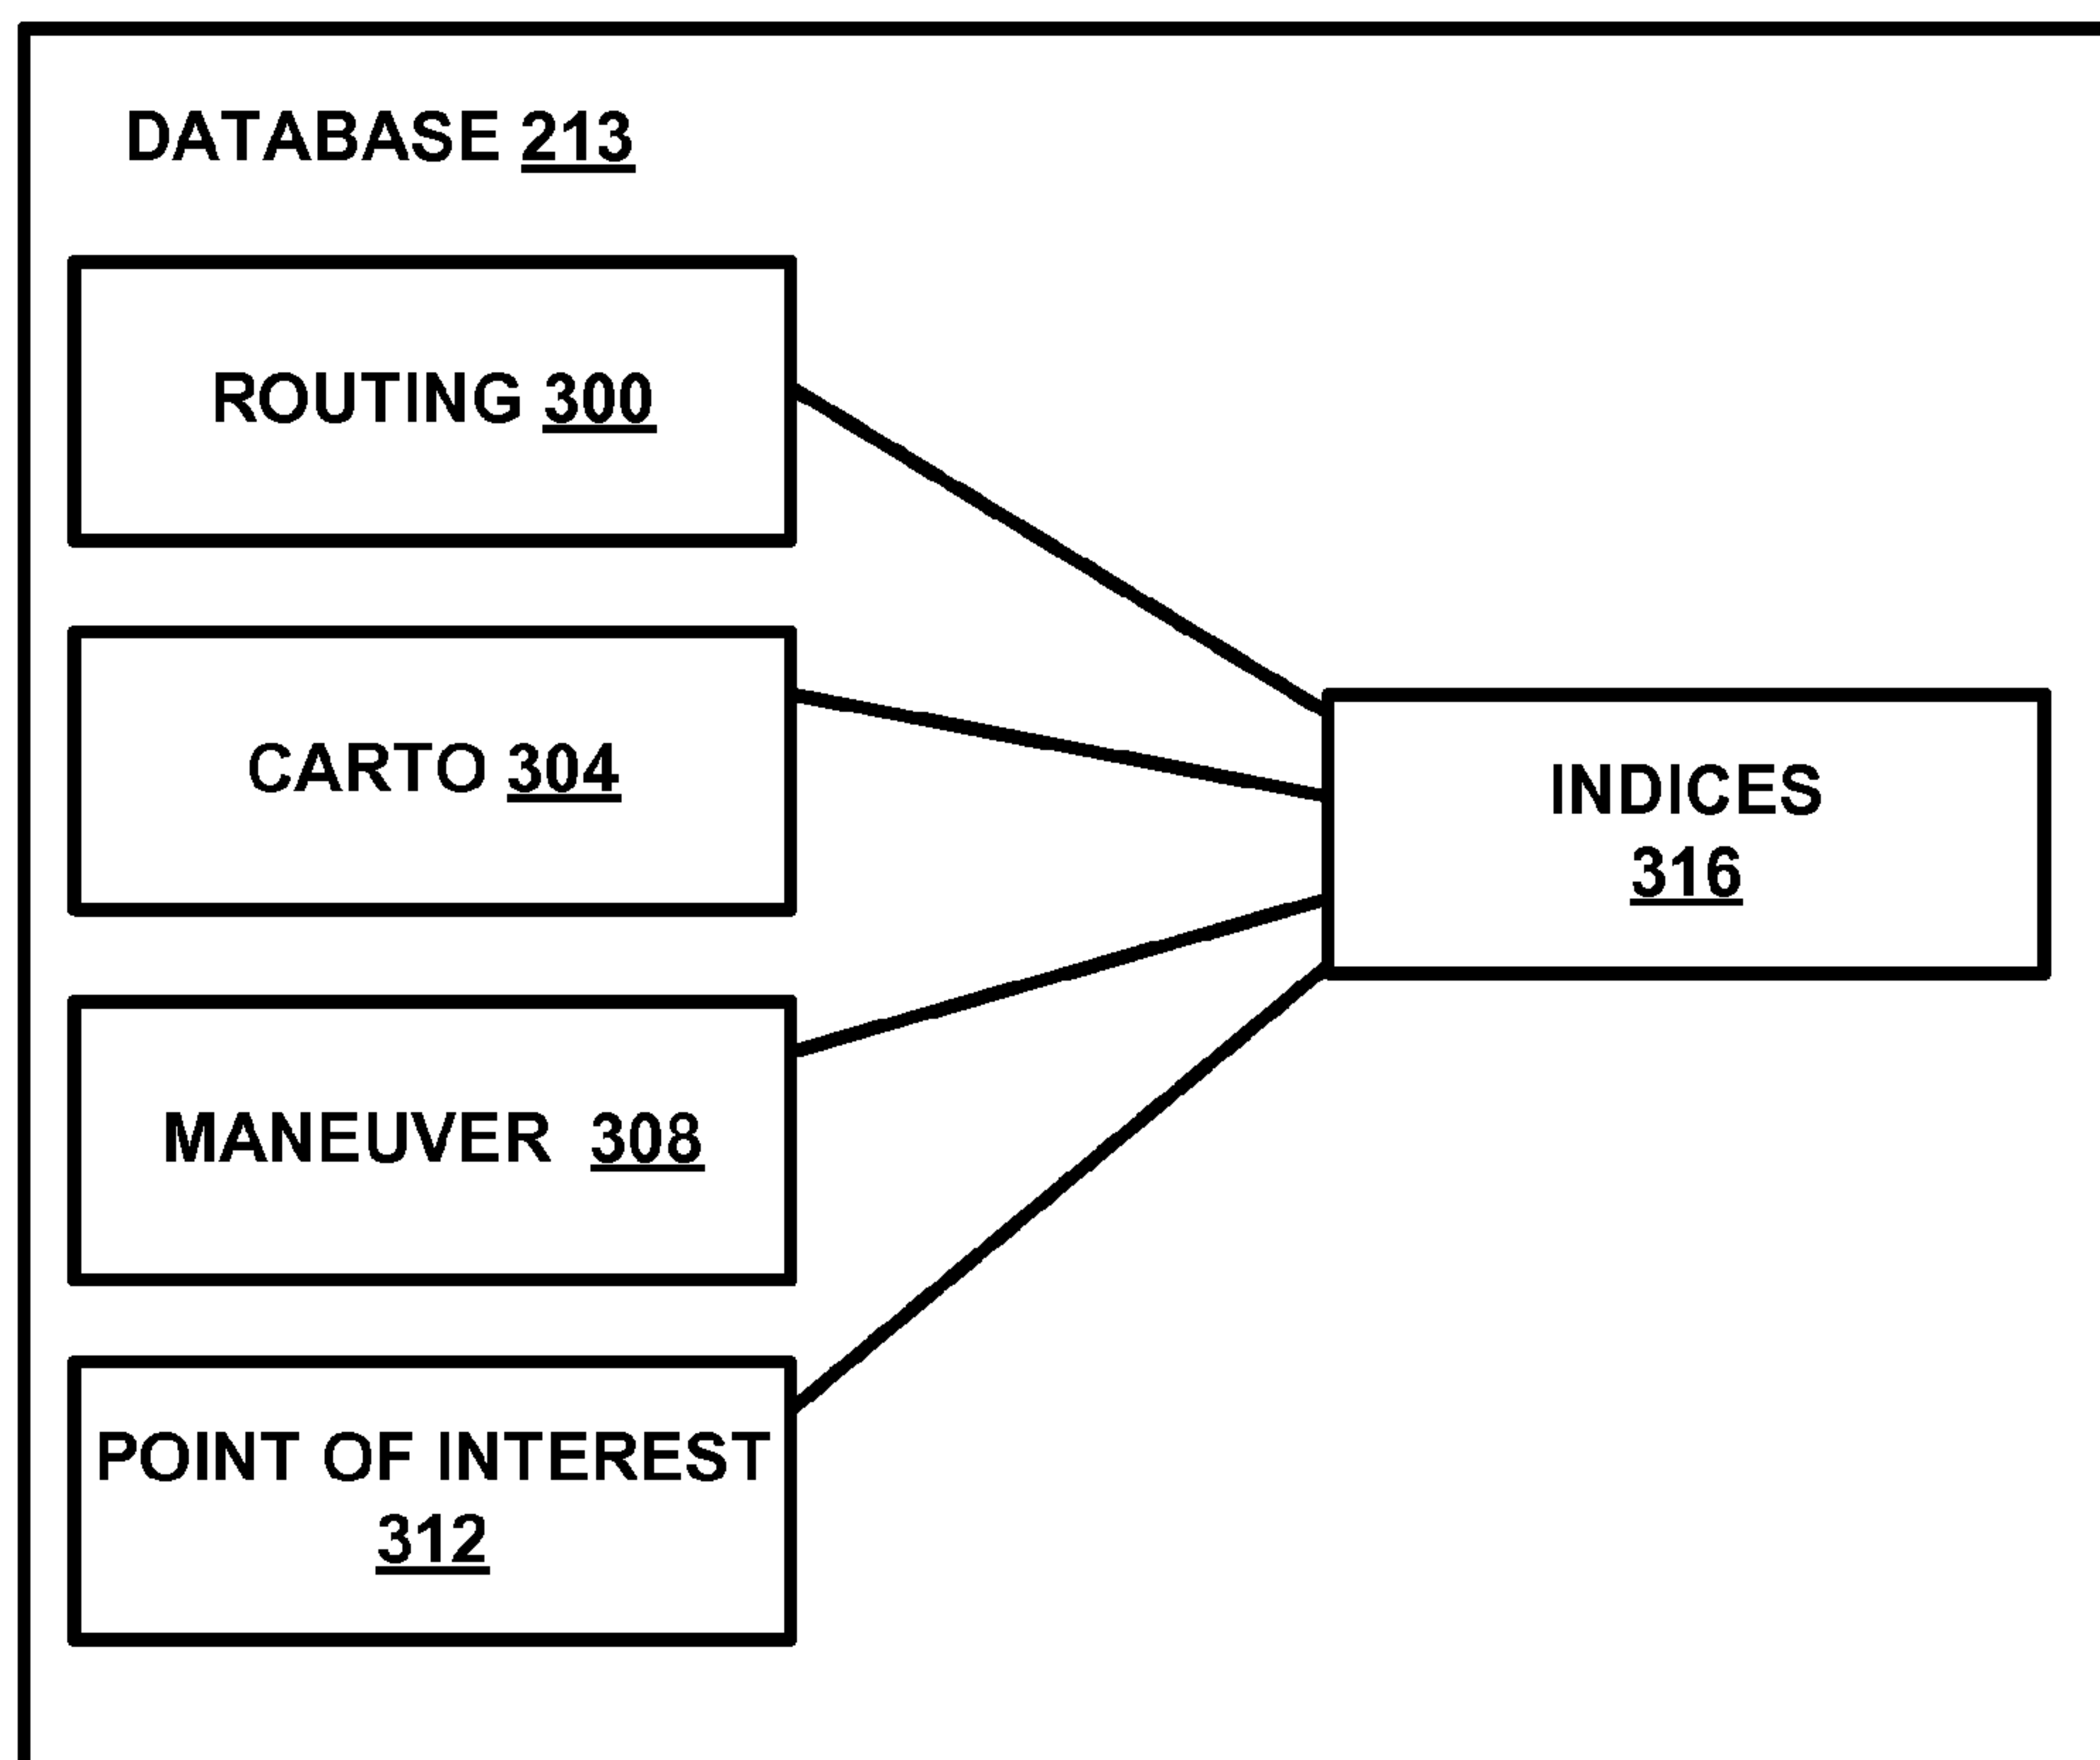 DATABASE 213
ROUTING 300
CARTO 304
MANEUVER 308
POINT OF INTEREST
312
INDICES
316